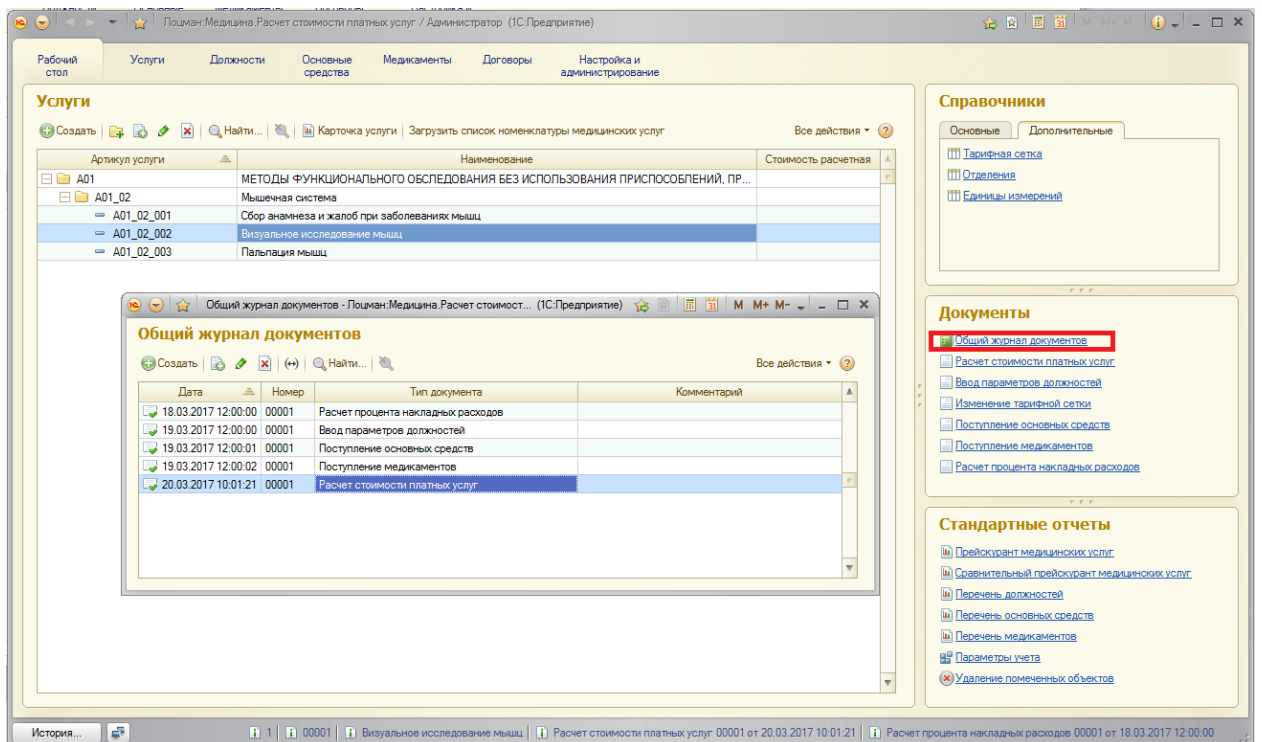 Лоцман:Медицина.Расчет стоимости платных услуг / Администратор (1С:Предприятие)
M M+ M-
Рабочий стол
Услуги
Должности
Основные средства
Медикаменты
Договоры
Настройка и администрирование
Услуги
Создать
Найти...
Карточка услуги
Загрузить список номенклатуры медицинских услуг
Все действия
Артикул услуги Наименование Стоимость расчетная
A01 МЕТОДЫ ФУНКЦИОНАЛЬНОГО ОБСЛЕДОВАНИЯ БЕЗ ИСПОЛЬЗОВАНИЯ ПРИСПОСОБЛЕНИЙ, ПР...
A01_02 Мышечная система
A01_02_001 Сбор анамнеза и жалоб при заболеваниях мышц
A01_02_002 Визуальное исследование мышц
A01_02_003 Пальпация мышц
Общий журнал документов - Лоцман:Медицина.Расчет стоимост... (1С:Предприятие) M M+ M-
Общий журнал документов
Создать
Найти...
Все действия
Дата Номер Тип документа Комментарий
18.03.2017 12:00:00 00001 Расчет процента накладных расходов
19.03.2017 12:00:00 00001 Ввод параметров должностей
19.03.2017 12:00:01 00001 Поступление основных средств
19.03.2017 12:00:02 00001 Поступление медикаментов
20.03.2017 10:01:21 00001 Расчет стоимости платных услуг
Справочники
Основные Дополнительные
Тарифная сетка
Отделения
Единицы измерений
Документы
Общий журнал документов
Расчет стоимости платных услуг
Ввод параметров должностей
Изменение тарифной сетки
Поступление основных средств
Поступление медикаментов
Расчет процента накладных расходов
Стандартные отчеты
Прейскурант медицинских услуг
Сравнительный прейскурант медицинских услуг
Перечень должностей
Перечень основных средств
Перечень медикаментов
Параметры учета
Удаление помеченных объектов
История... 1 00001 Визуальное исследование мышц Расчет стоимости платных услуг 00001 от 20.03.2017 10:01:21 Расчет процента накладных расходов 00001 от 18.03.2017 12:00:00